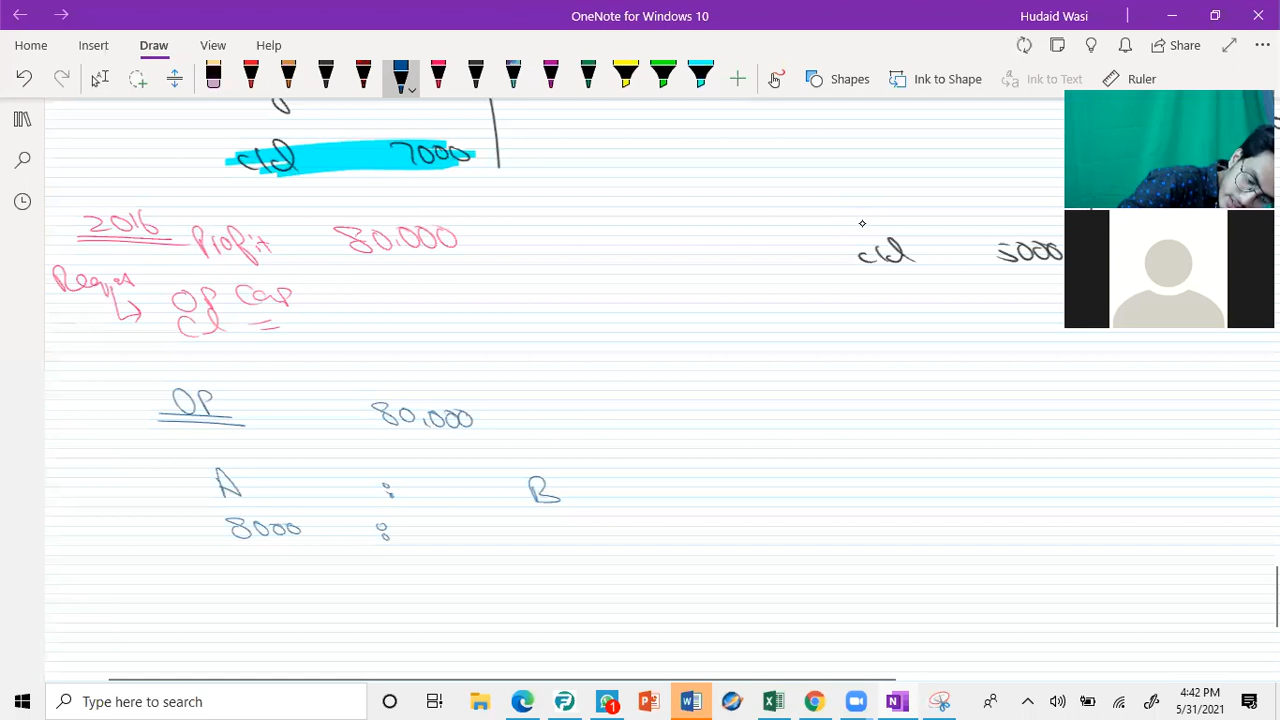 OneNote for Windows 10
Hudaid Wasi
Home Insert Draw View Help
Share
Shapes Ink to Shape Ink to Text Ruler
c/d 7000
2016 Profit 80,000
OP Cap
Cl
c/d 5000
OP 80,000
A : B
8000 :
Type here to search
1
4:42 PM
5/31/2021